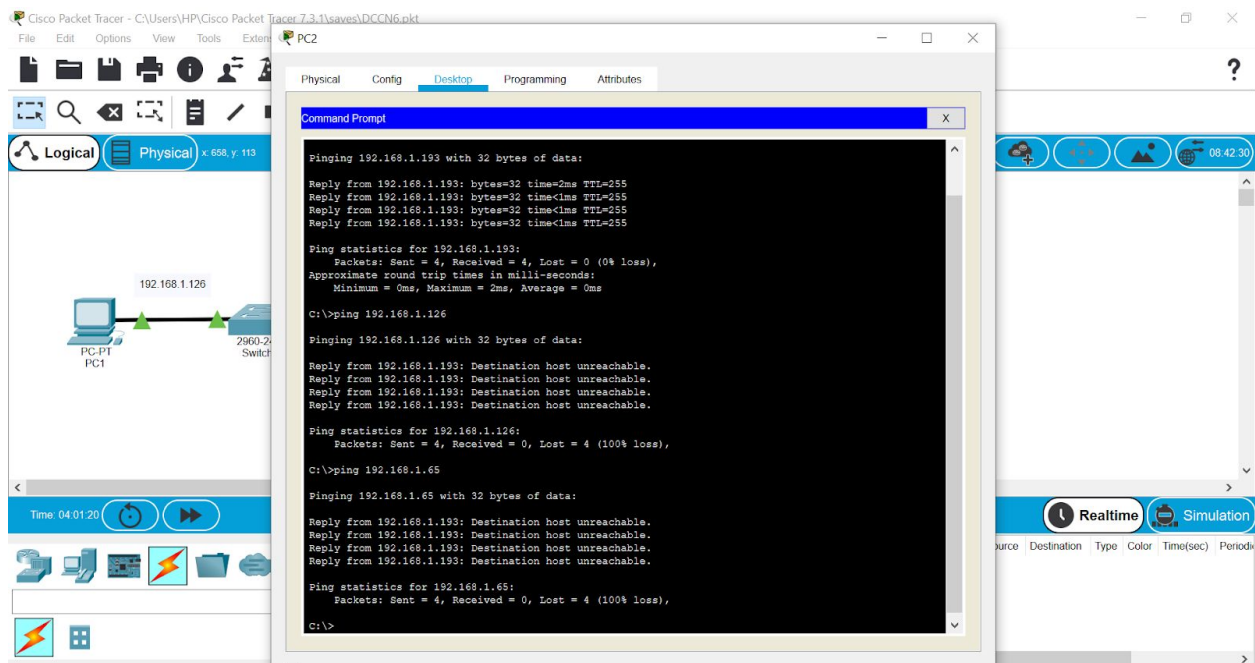 Cisco Packet Tracer - C:\Users\HP\Cisco Packet Tracer 7.3.1\saves\DCCN6.pkt
File Edit Options View Tools
PC2
Physical Config Desktop Programming Attributes
?
Command Prompt X
Logical Physical x: 658, y: 113
08:42:30
Pinging 192.168.1.193 with 32 bytes of data:
Reply from 192.168.1.193: bytes=32 time=2ms TTL=255
Reply from 192.168.1.193: bytes=32 time<1ms TTL=255
Reply from 192.168.1.193: bytes=32 time<1ms TTL=255
Reply from 192.168.1.193: bytes=32 time<1ms TTL=255
Ping statistics for 192.168.1.193:
Packets: Sent = 4, Received = 4, Lost = 0 (0% loss),
Approximate round trip times in milli-seconds:
Minimum = 0ms, Maximum = 2ms, Average = 0ms
C:\>ping 192.168.1.126
Pinging 192.168.1.126 with 32 bytes of data:
Reply from 192.168.1.193: Destination host unreachable.
Reply from 192.168.1.193: Destination host unreachable.
Reply from 192.168.1.193: Destination host unreachable.
Reply from 192.168.1.193: Destination host unreachable.
Ping statistics for 192.168.1.126:
Packets: Sent = 4, Received = 0, Lost = 4 (100% loss),
C:\>ping 192.168.1.65
Pinging 192.168.1.65 with 32 bytes of data:
Reply from 192.168.1.193: Destination host unreachable.
Reply from 192.168.1.193: Destination host unreachable.
Reply from 192.168.1.193: Destination host unreachable.
Reply from 192.168.1.193: Destination host unreachable.
Ping statistics for 192.168.1.65:
Packets: Sent = 4, Received = 0, Lost = 4 (100% loss),
C:\>
192.168.1.126
PC-PT
PC1
2960-2
Switch
Time: 04:01:20
Realtime Simulation
Destination Type Color Time(sec)